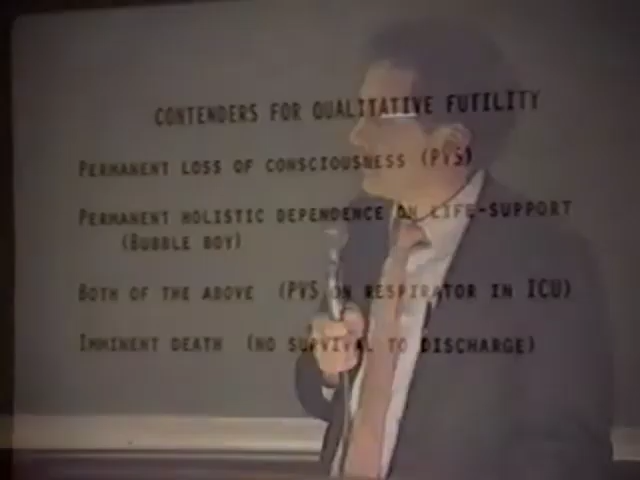 CONTENDERS FOR QUALITATIVE FUTILITY
PERMANENT LOSS OF CONSCIOUSNESS (PVS)
PERMANENT HOLISTIC DEPENDENCE ON LIFE-SUPPORT
(BUBBLE BOY)
BOTH OF THE ABOVE (PVS ON RESPIRATOR IN ICU)
IMMINENT DEATH (NO SURVIVAL TO DISCHARGE)